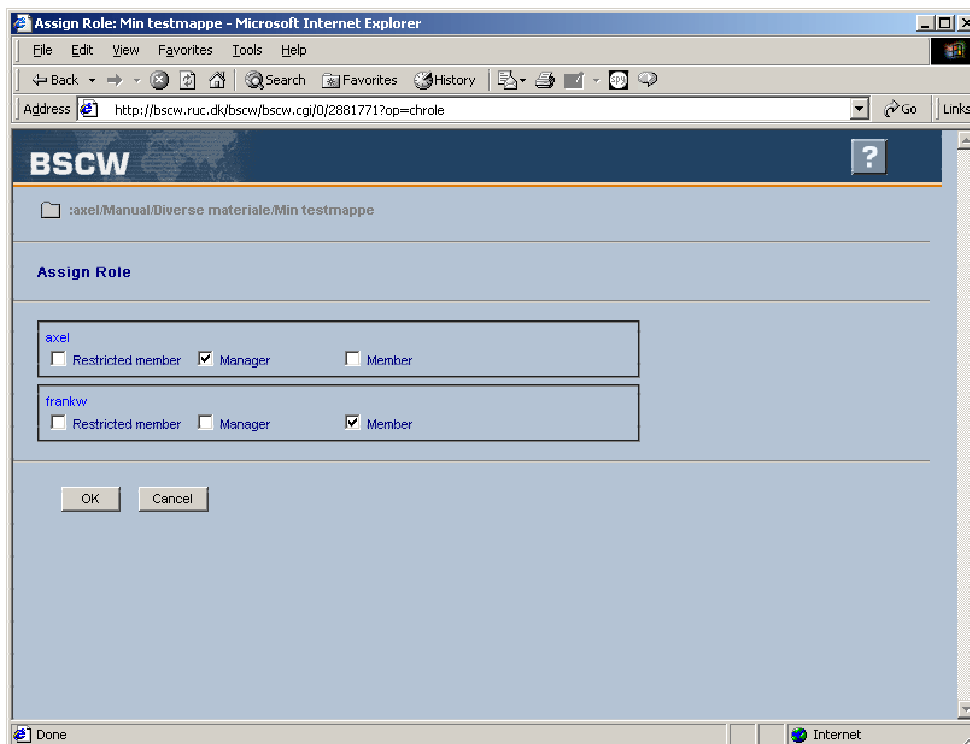 Assign Role: Min testmappe - Microsoft Internet Explorer
File Edit View Favorites Tools Help
Back Search Favorites History
Address http://bscw.ruc.dk/bscw/bscw.cgi/0/2881771?op=chrole Go Links
BSCW ?
:axel/Manual/Diverse materiale/Min testmappe
Assign Role
axel
Restricted member Manager Member
frankw
Restricted member Manager Member
OK Cancel
Done Internet